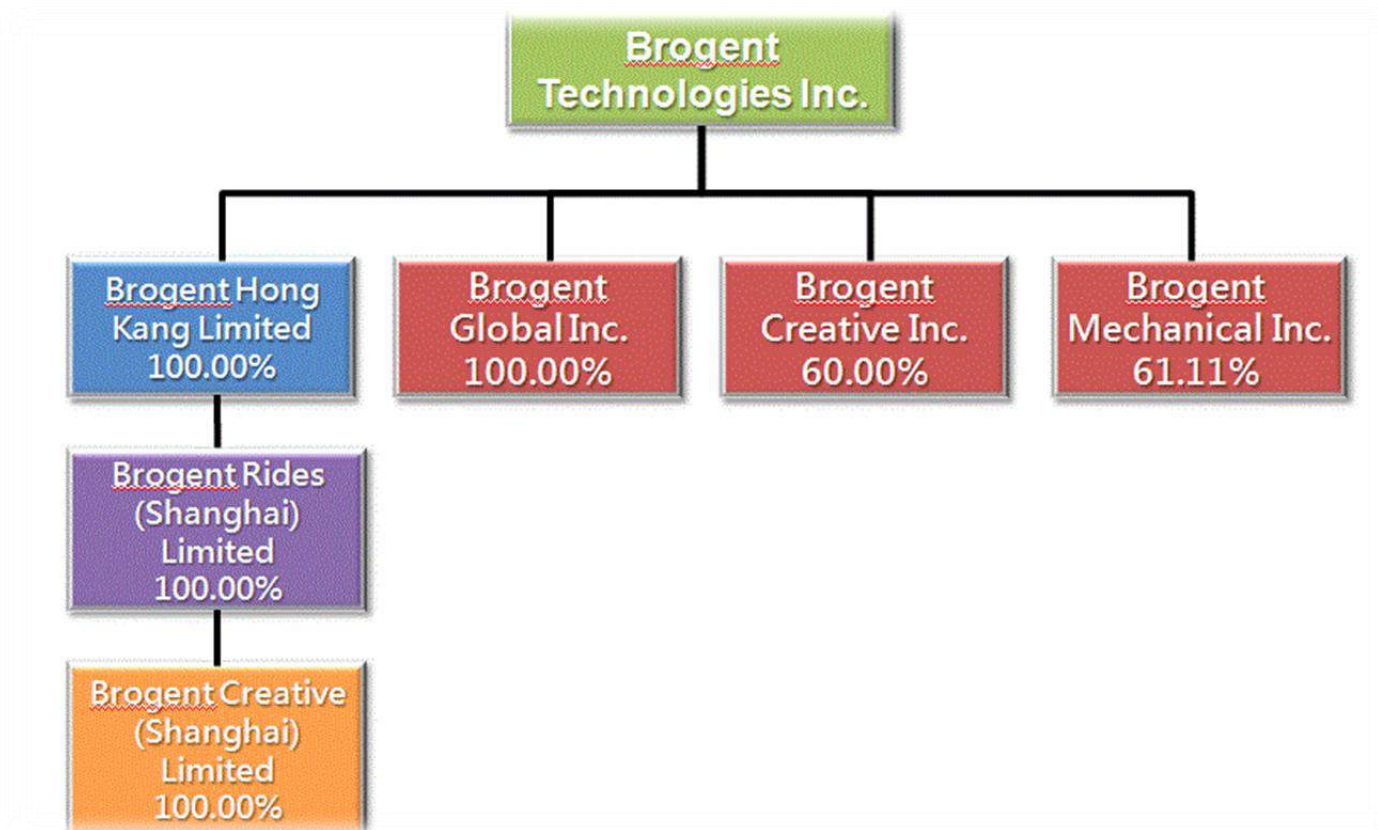 Brogent
Technologies Inc.
Brogent Hong
Kang Limited
100.00%
Brogent
Global Inc.
100.00%
Brogent
Creative Inc.
60.00%
Brogent
Mechanical Inc.
61.11%
Brogent Rides
(Shanghai)
Limited
100.00%
Brogent Creative
(Shanghai)
Limited
100.00%